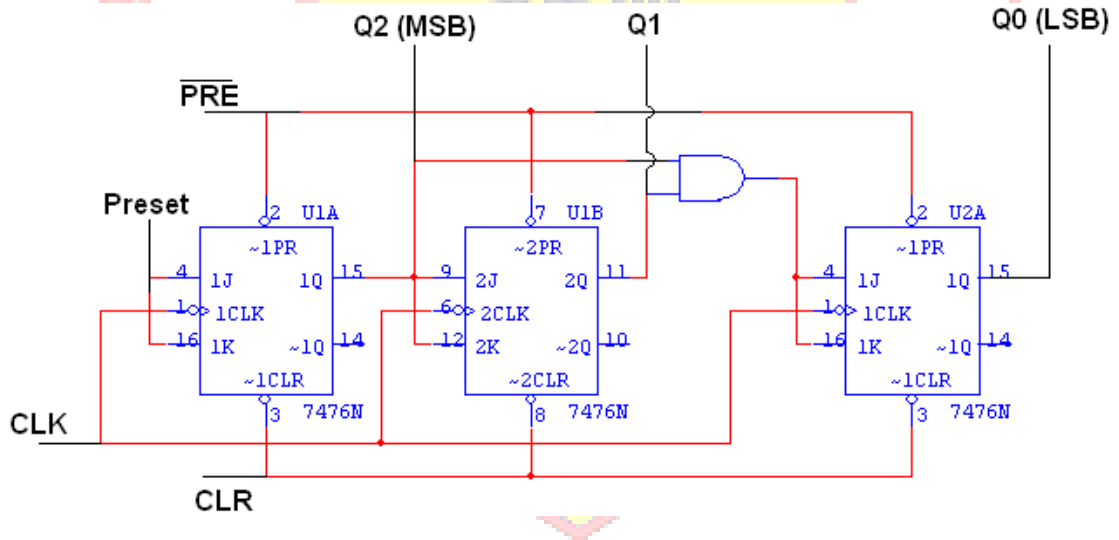 Q2 (MSB) Q1 Q0 (LSB)
PRE
Preset
2 U1A
~1PR
4 1J 1Q 15
1 1CLK
16 1K ~1Q 14
~1CLR
3 7476N
7 U1B
~2PR
9 2J 2Q 11
6 2CLK
12 2K ~2Q 10
~2CLR
8 7476N
2 U2A
~1PR
4 1J 1Q 15
1 1CLK
16 1K ~1Q 14
~1CLR
3 7476N
CLK
CLR